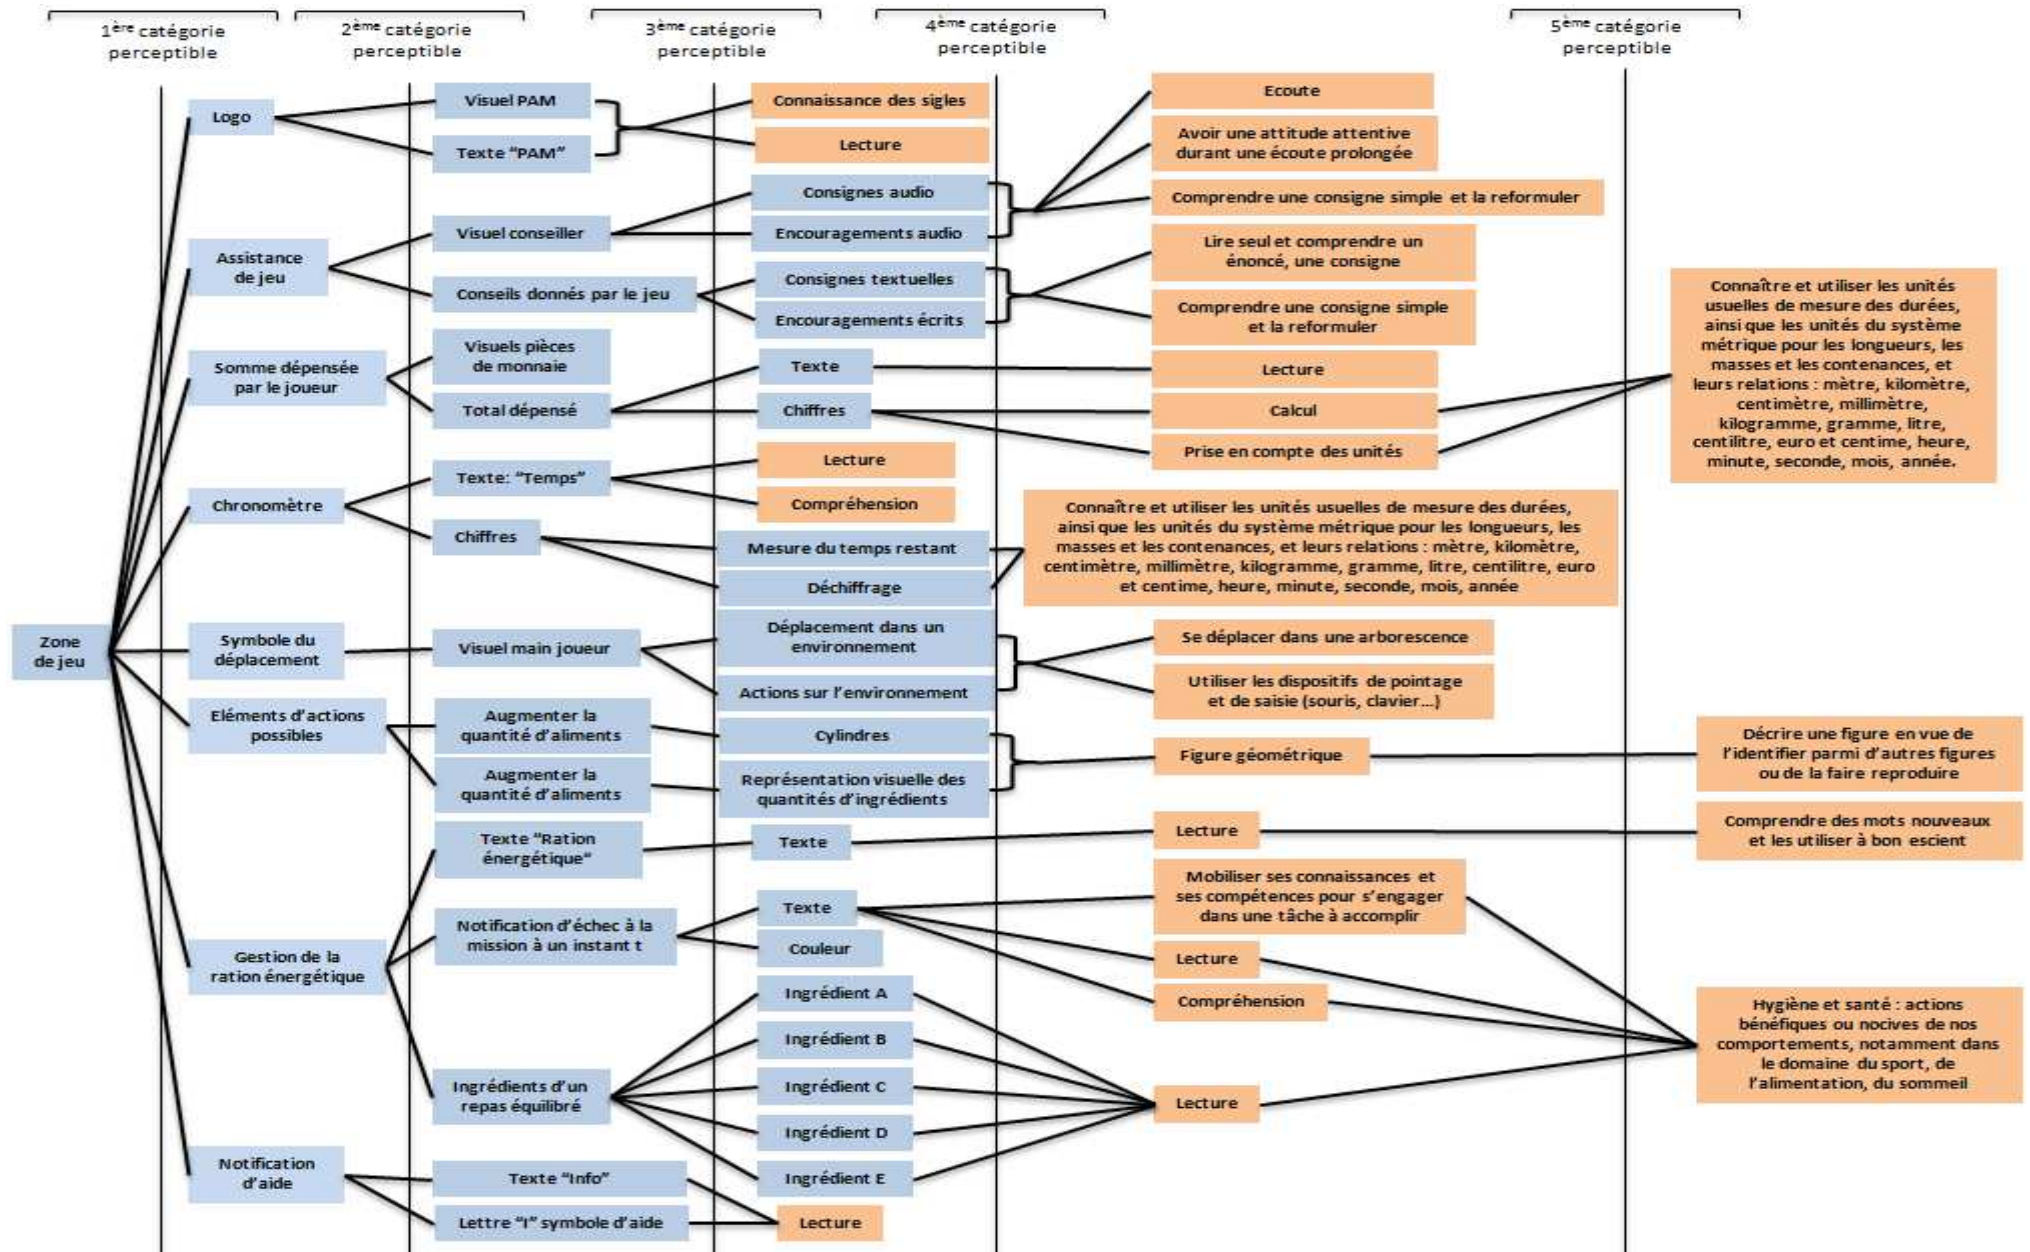 1ère catégorie
perceptible
2ème catégorie
perceptible
3ème catégorie
perceptible
4ème catégorie
perceptible
5ème catégorie
perceptible
Zone
de jeu
Logo
Visuel PAM
Texte “PAM”
Connaissance des sigles
Lecture
Assistance
de jeu
Visuel conseiller
Conseils donnés par le jeu
Consignes audio
Encouragements audio
Consignes textuelles
Encouragements écrits
Ecoute
Avoir une attitude attentive
durant une écoute prolongée
Comprendre une consigne simple et la reformuler
Lire seul et comprendre un
énoncé, une consigne
Comprendre une consigne simple
et la reformuler
Somme dépensée
par le joueur
Visuels pièces
de monnaie
Total dépensé
Texte
Chiffres
Lecture
Calcul
Prise en compte des unités
Connaître et utiliser les unités
usuelles de mesure des durées,
ainsi que les unités du système
métrique pour les longueurs, les
masses et les contenances, et
leurs relations : mètre, kilomètre,
centimètre, millimètre,
kilogramme, gramme, litre,
centilitre, euro et centime, heure,
minute, seconde, mois, année.
Chronomètre
Texte: “Temps”
Chiffres
Lecture
Compréhension
Mesure du temps restant
Déchiffrage
Connaître et utiliser les unités usuelles de mesure des durées,
ainsi que les unités du système métrique pour les longueurs, les
masses et les contenances, et leurs relations : mètre, kilomètre,
centimètre, millimètre, kilogramme, gramme, litre, centilitre, euro
et centime, heure, minute, seconde, mois, année
Symbole du
déplacement
Visuel main joueur
Déplacement dans un
environnement
Actions sur l’environnement
Se déplacer dans une arborescence
Utiliser les dispositifs de pointage
et de saisie (souris, clavier...)
Eléments d’actions
possibles
Augmenter la
quantité d’aliments
Augmenter la
quantité d’aliments
Cylindres
Représentation visuelle des
quantités d’ingrédients
Figure géométrique
Décrire une figure en vue de
l’identifier parmi d’autres figures
ou de la faire reproduire
Gestion de la
ration énergétique
Texte “Ration
énergétique”
Texte
Lecture
Comprendre des mots nouveaux
et les utiliser à bon escient
Notification d’échec à la
mission à un instant t
Texte
Couleur
Mobiliser ses connaissances et
ses compétences pour s’engager
dans une tâche à accomplir
Lecture
Compréhension
Ingrédients d’un
repas équilibré
Ingrédient A
Ingrédient B
Ingrédient C
Ingrédient D
Ingrédient E
Lecture
Hygiène et santé : actions
bénéfiques ou nocives de nos
comportements, notamment dans
le domaine du sport, de
l’alimentation, du sommeil
Notification
d’aide
Texte “Info”
Lettre “I” symbole d’aide
Lecture